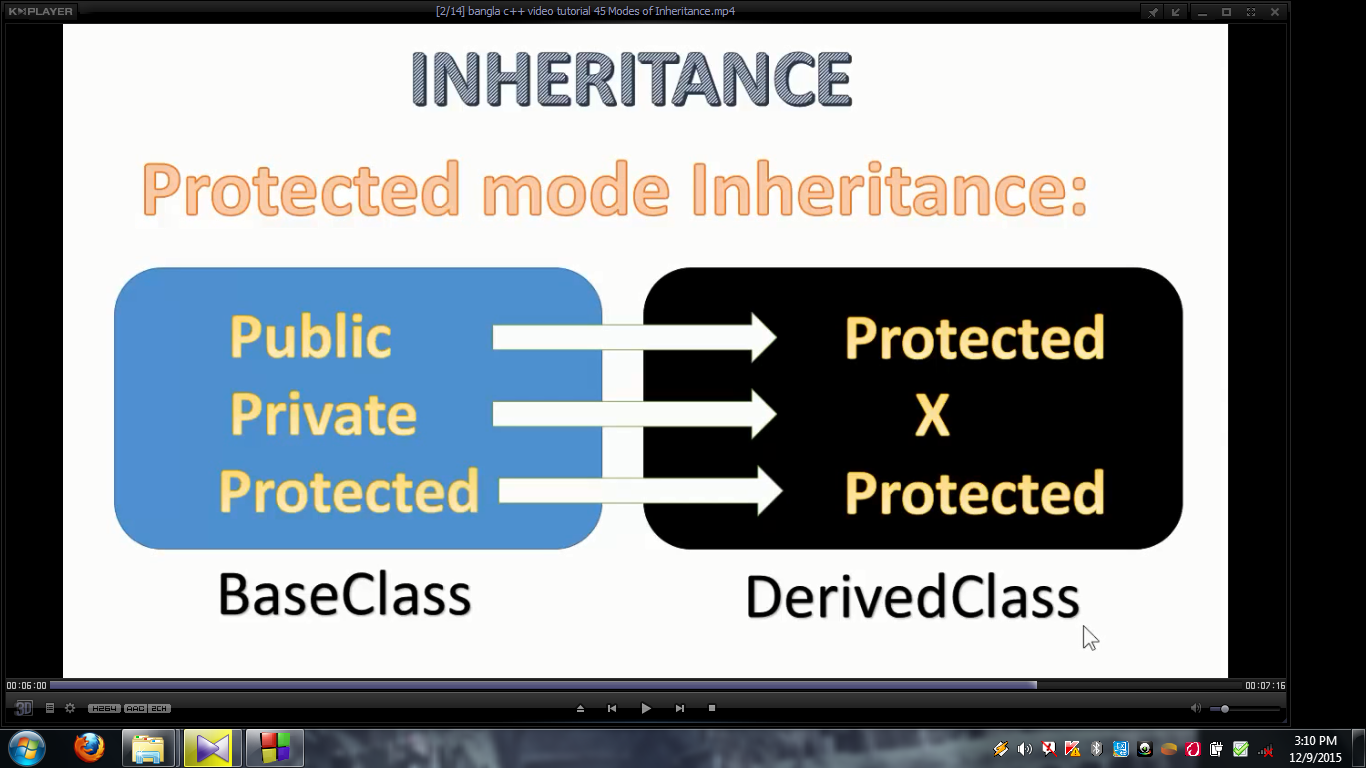 K▶MPLAYER
[2/14] bangla c++ video tutorial 45 Modes of Inheritance.mp4
INHERITANCE
Protected mode Inheritance:
Public
Protected
Private
X
Protected
Protected
BaseClass
DerivedClass
00:06:00
00:07:16
3D
H264
AAC
2CH
3:10 PM
12/9/2015